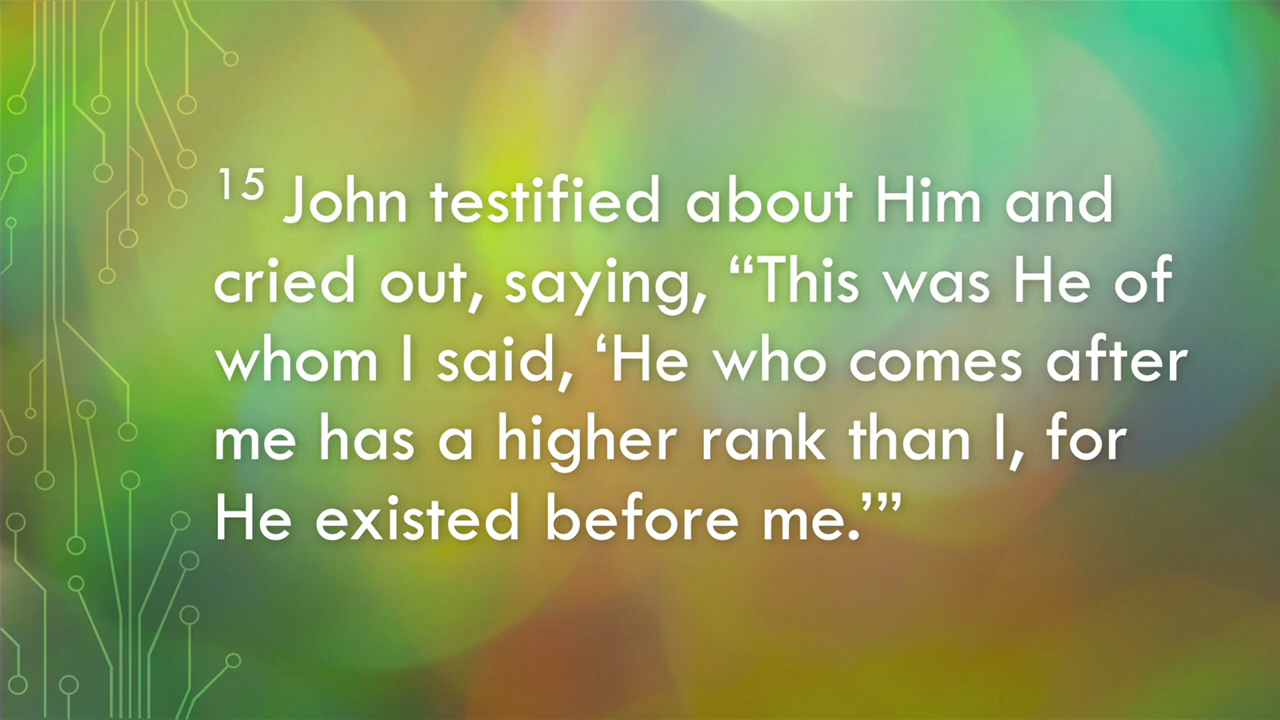 15 John testified about Him and
cried out, saying, “This was He of
whom I said, ‘He who comes after
me has a higher rank than I, for
He existed before me.’”